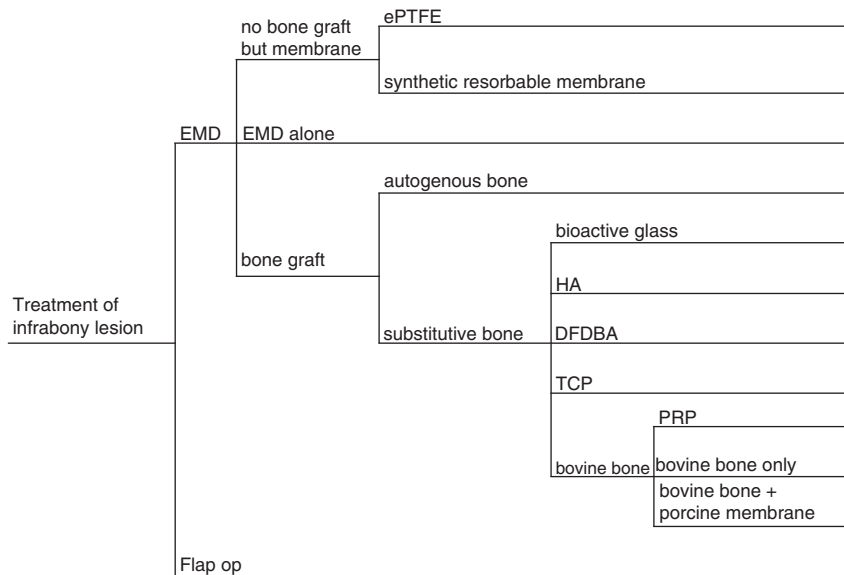 no bone graft
but membrane
ePTFE
synthetic resorbable membrane
EMD
EMD alone
autogenous bone
bone graft
bioactive glass
HA
Treatment of
infrabony lesion
substitutive bone
DFDBA
TCP
PRP
bovine bone
bovine bone only
bovine bone +
porcine membrane
Flap op